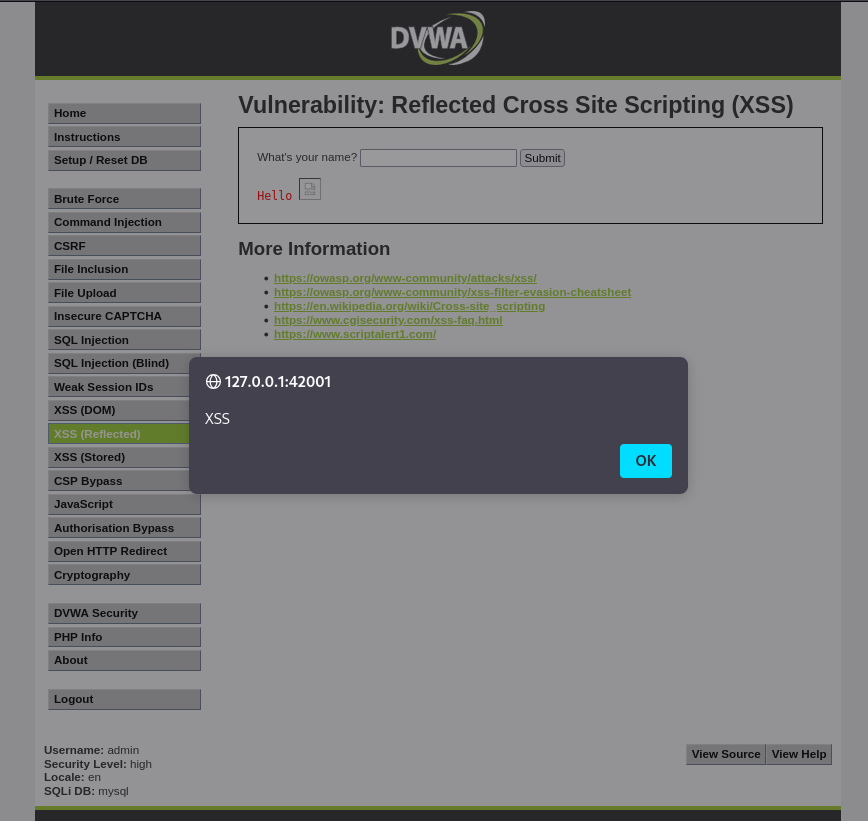 DVWA
Vulnerability: Reflected Cross Site Scripting (XSS)
Home
Instructions
Setup / Reset DB
Brute Force
Command Injection
CSRF
File Inclusion
File Upload
Insecure CAPTCHA
SQL Injection
SQL Injection (Blind)
Weak Session IDs
XSS (DOM)
XSS (Reflected)
XSS (Stored)
CSP Bypass
JavaScript
Authorisation Bypass
Open HTTP Redirect
Cryptography
DVWA Security
PHP Info
About
Logout
What's your name? Submit
Hello
More Information
https://owasp.org/www-community/attacks/xss/
https://owasp.org/www-community/xss-filter-evasion-cheatsheet
https://en.wikipedia.org/wiki/Cross-site_scripting
https://www.cgisecurity.com/xss-faq.html
https://www.scriptalert1.com/
127.0.0.1:42001
XSS
OK
Username: admin
Security Level: high
Locale: en
SQLi DB: mysql
View Source View Help